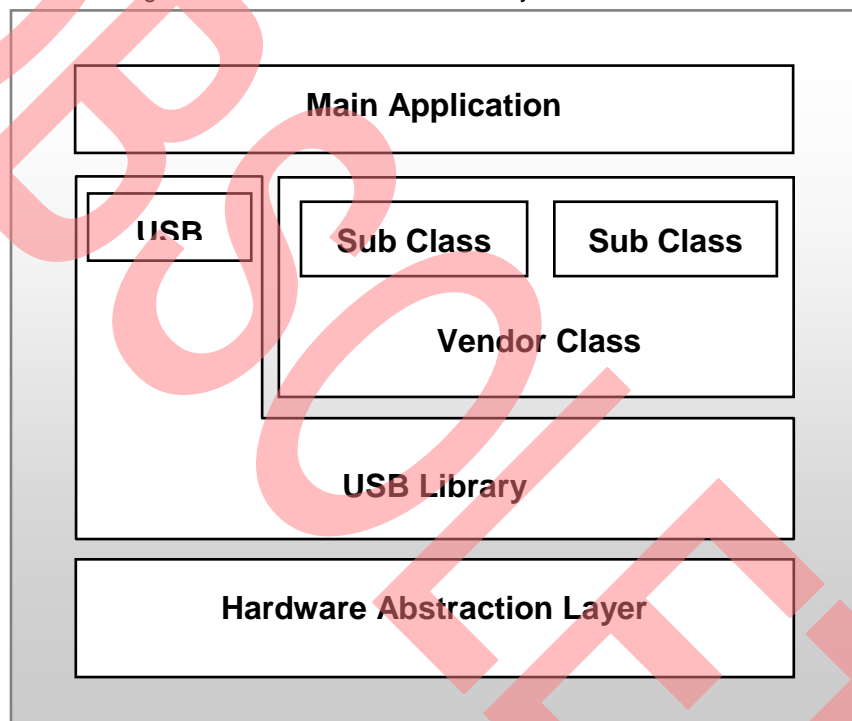 Main Application
USB
Sub Class
Sub Class
Vendor Class
USB Library
Hardware Abstraction Layer